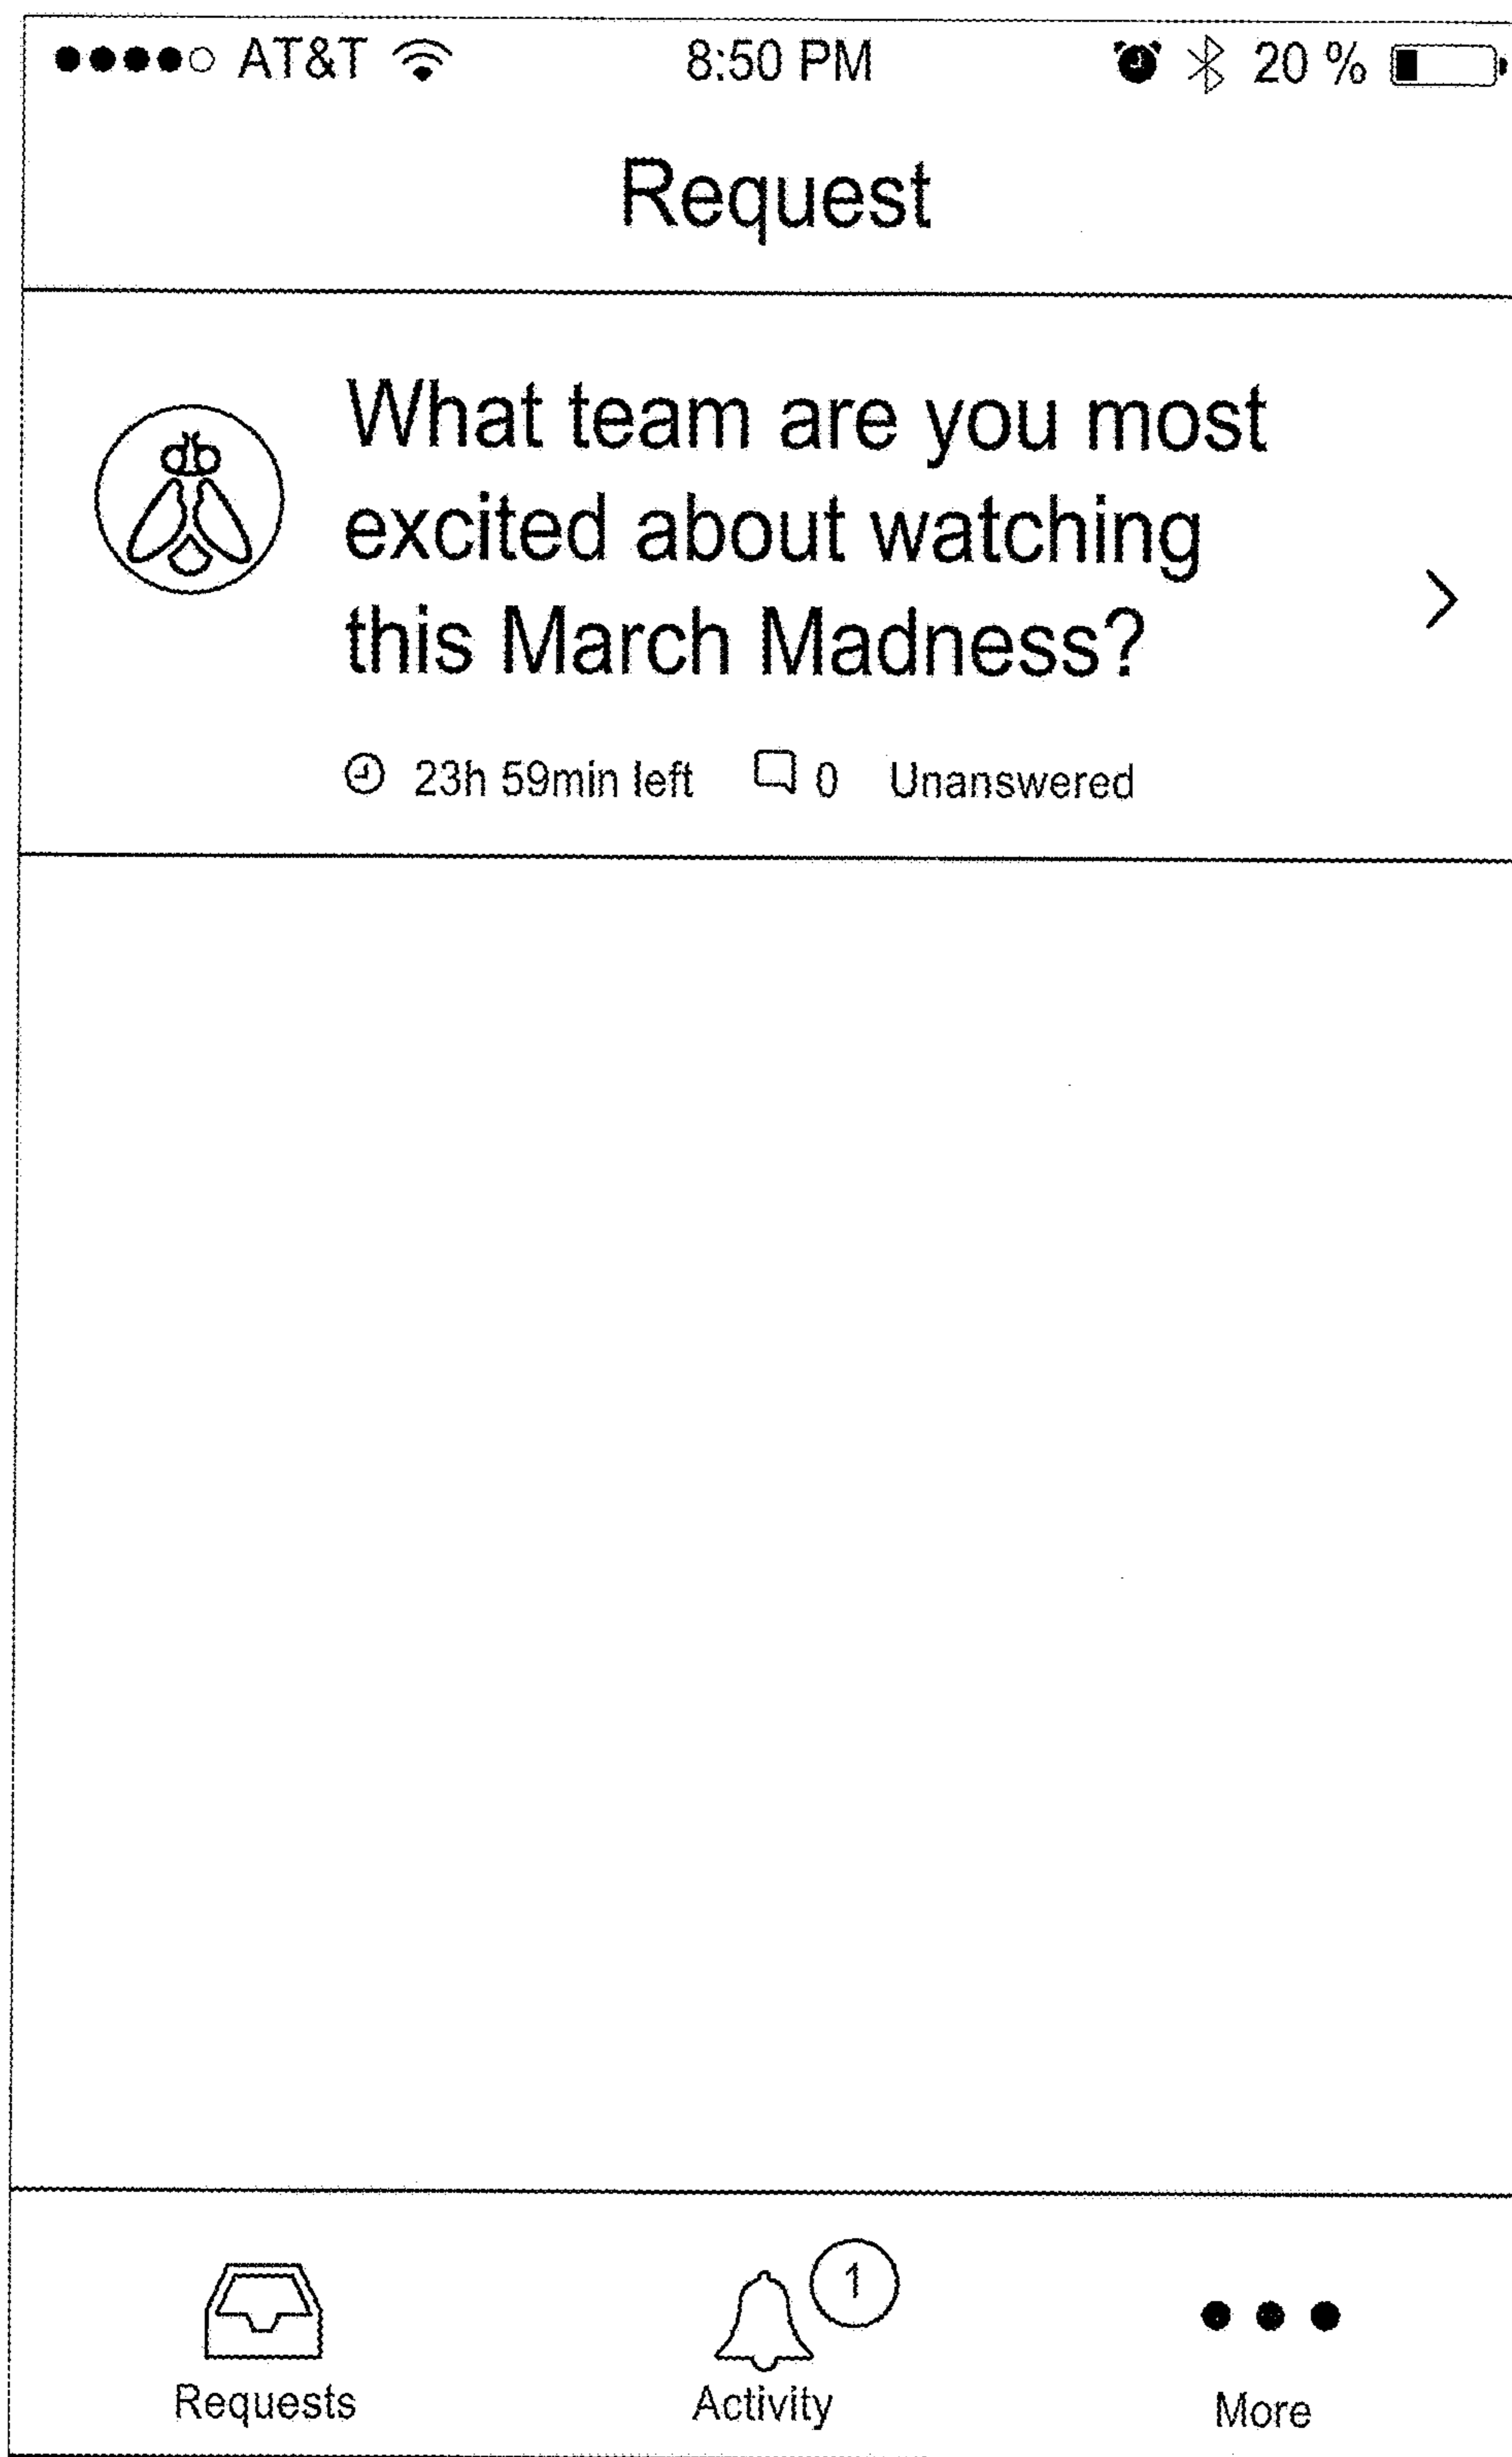 AT&T 8:50 PM 20 %
Request
What team are you most
excited about watching
this March Madness?
23h 59min left 0 Unanswered
1
Requests Activity More